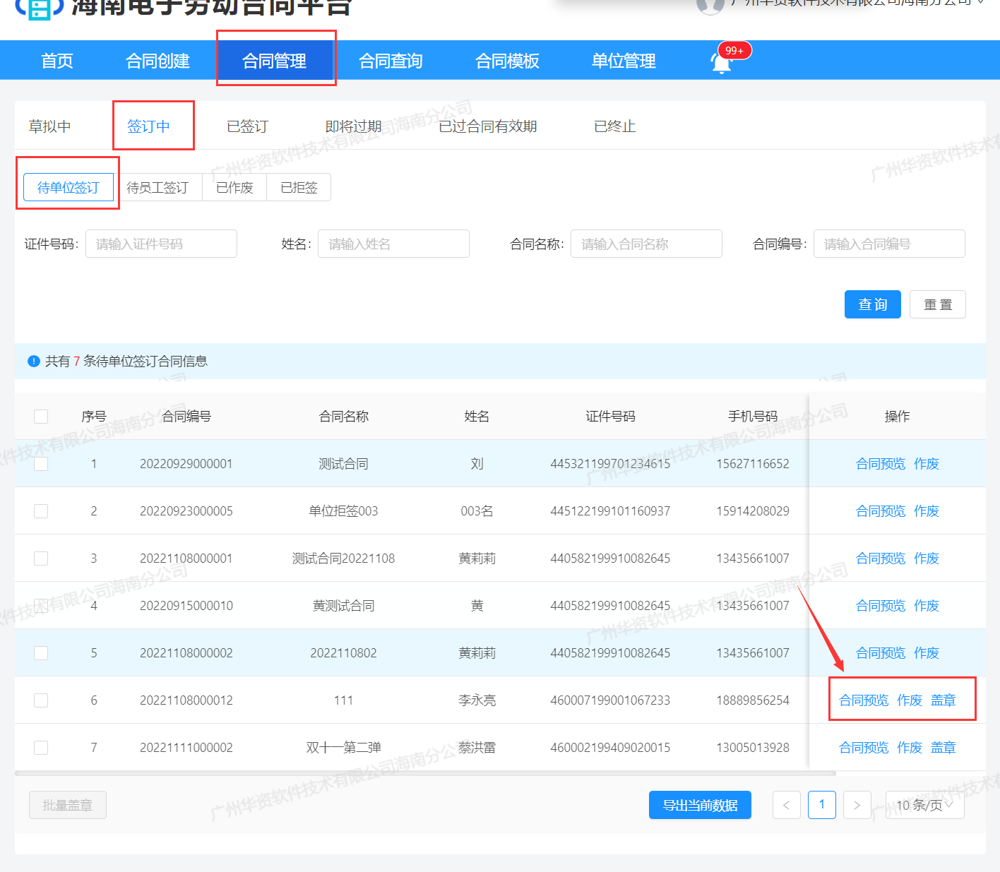 海南电子劳动合同平台
广州华资软件技术有限公司海南分公司
首页 合同创建 合同管理 合同查询 合同模板 单位管理 99+
草拟中 签订中 已签订 即将过期 已过合同有效期 已终止
待单位签订 待员工签订 已作废 已拒签
证件号码: 请输入证件号码 姓名: 请输入姓名 合同名称: 请输入合同名称 合同编号: 请输入合同编号
查 询 重 置
共有 7 条待单位签订合同信息
序号 合同编号 合同名称 姓名 证件号码 手机号码 操作
1 20220929000001 测试合同 刘 445321199701234615 15627116652 合同预览 作废
2 20220923000005 单位拒签003 003名 445122199101160937 15914208029 合同预览 作废
3 20221108000001 测试合同20221108 黄莉莉 440582199910082645 13435661007 合同预览 作废
4 20220915000010 黄测试合同 黄 440582199910082645 13435661007 合同预览 作废
5 20221108000002 2022110802 黄莉莉 440582199910082645 13435661007 合同预览 作废
6 20221108000012 111 李永亮 460007199001067233 18889856254 合同预览 作废 盖章
7 20221111000002 双十一第二弹 蔡洪雷 460002199409020015 13005013928 合同预览 作废 盖章
批量盖章 导出当前数据 < 1 > 10 条/页